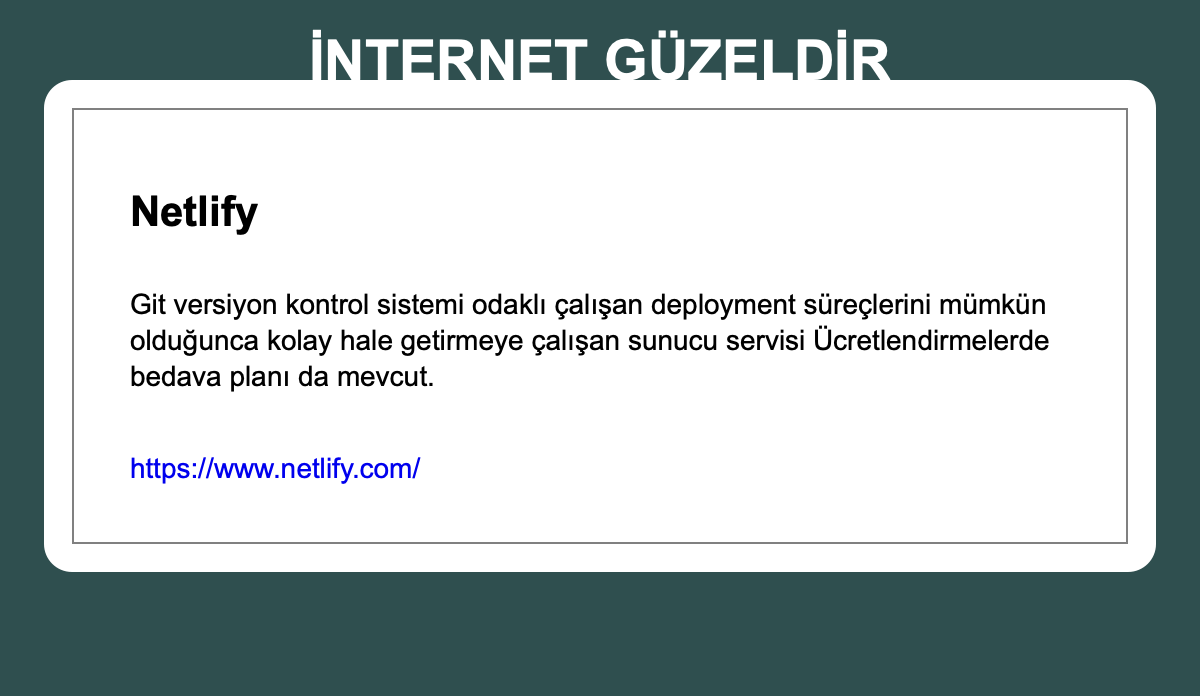 İNTERNET GÜZELDİR
Netlify
Git versiyon kontrol sistemi odaklı çalışan deployment süreçlerini mümkün
olduğunca kolay hale getirmeye çalışan sunucu servisi Ücretlendirmelerde
bedava planı da mevcut.
https://www.netlify.com/